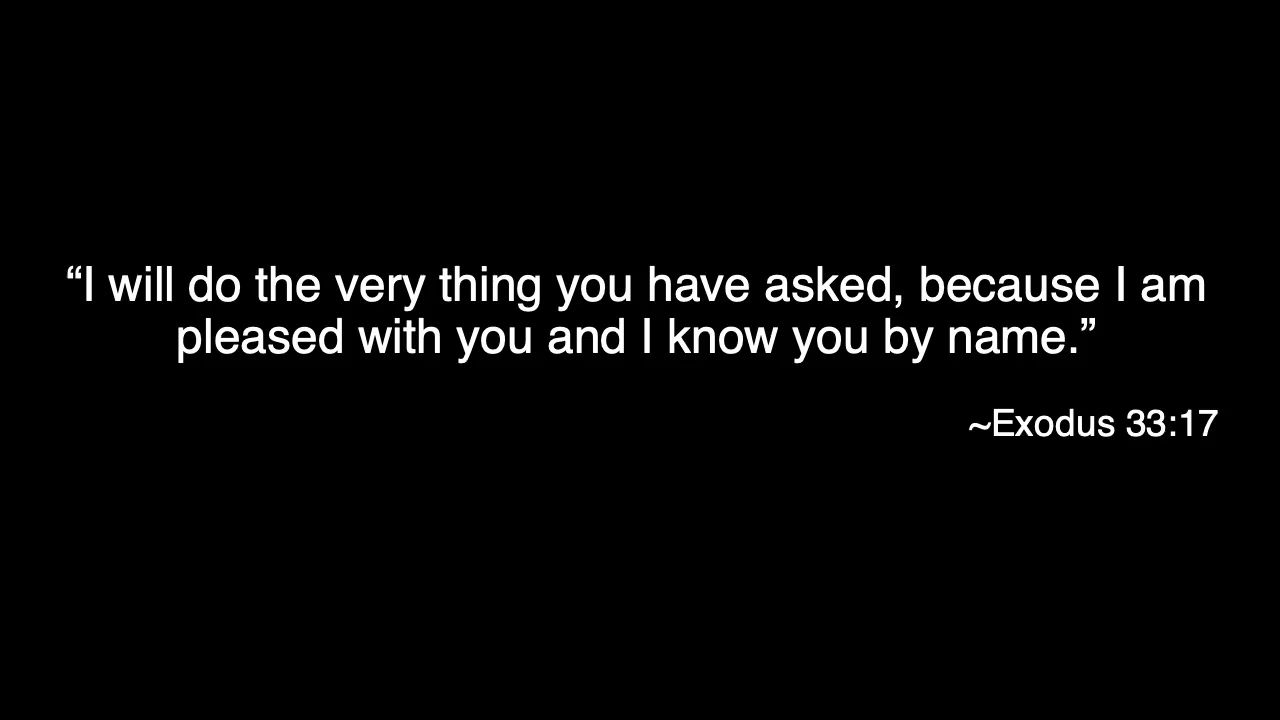 “I will do the very thing you have asked, because I am
pleased with you and I know you by name.”
~Exodus 33:17